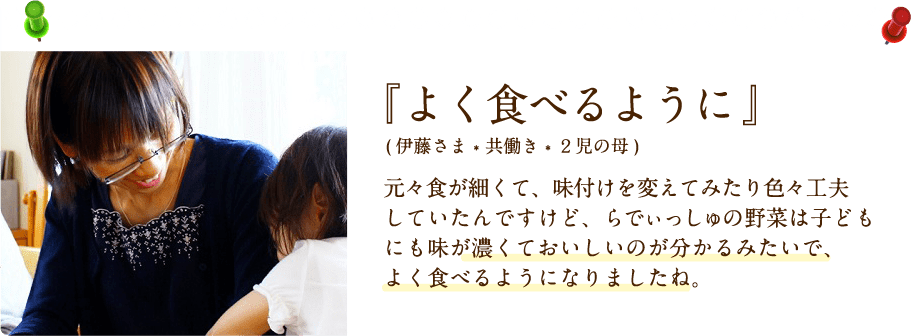 『よく食べるように』
(伊藤さま * 共働き * ２児の母)
元々食が細くて、味付けを変えてみたり色々工夫
していたんですけど、らでぃっしゅの野菜は子ども
にも味が濃くておいしいのが分かるみたいで、
よく食べるようになりましたね。